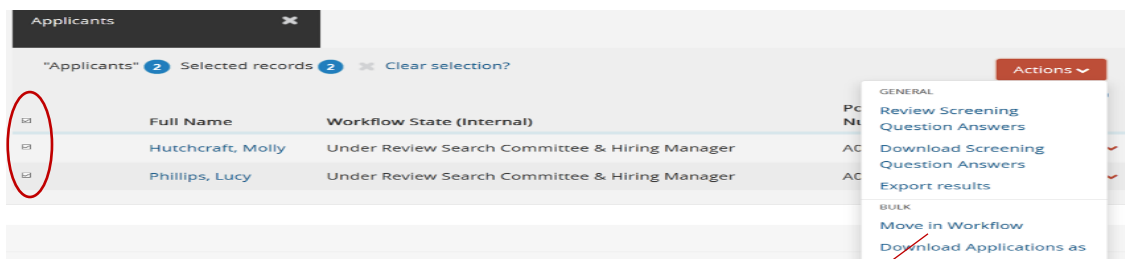 Applicants ✖
"Applicants" 2 Selected records 2 ✖ Clear selection?
Actions
Full Name Workflow State (Internal)
Hutchcraft, Molly Under Review Search Committee & Hiring Manager
Phillips, Lucy Under Review Search Committee & Hiring Manager
GENERAL
Review Screening
Question Answers
Download Screening
Question Answers
Export results
BULK
Move in Workflow
Download Applications as